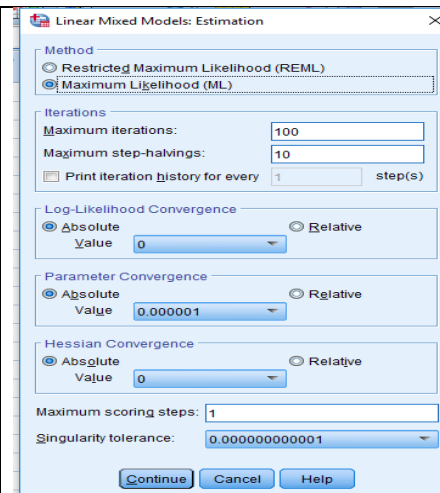 Linear Mixed Models: Estimation
Method
Restricted Maximum Likelihood (REML)
Maximum Likelihood (ML)
Iterations
Maximum iterations: 100
Maximum step-halvings: 10
Print iteration history for every 1 step(s)
Log-Likelihood Convergence
Absolute Relative
Value 0
Parameter Convergence
Absolute Relative
Value 0.000001
Hessian Convergence
Absolute Relative
Value 0
Maximum scoring steps: 1
Singularity tolerance: 0.000000000001
Continue Cancel Help